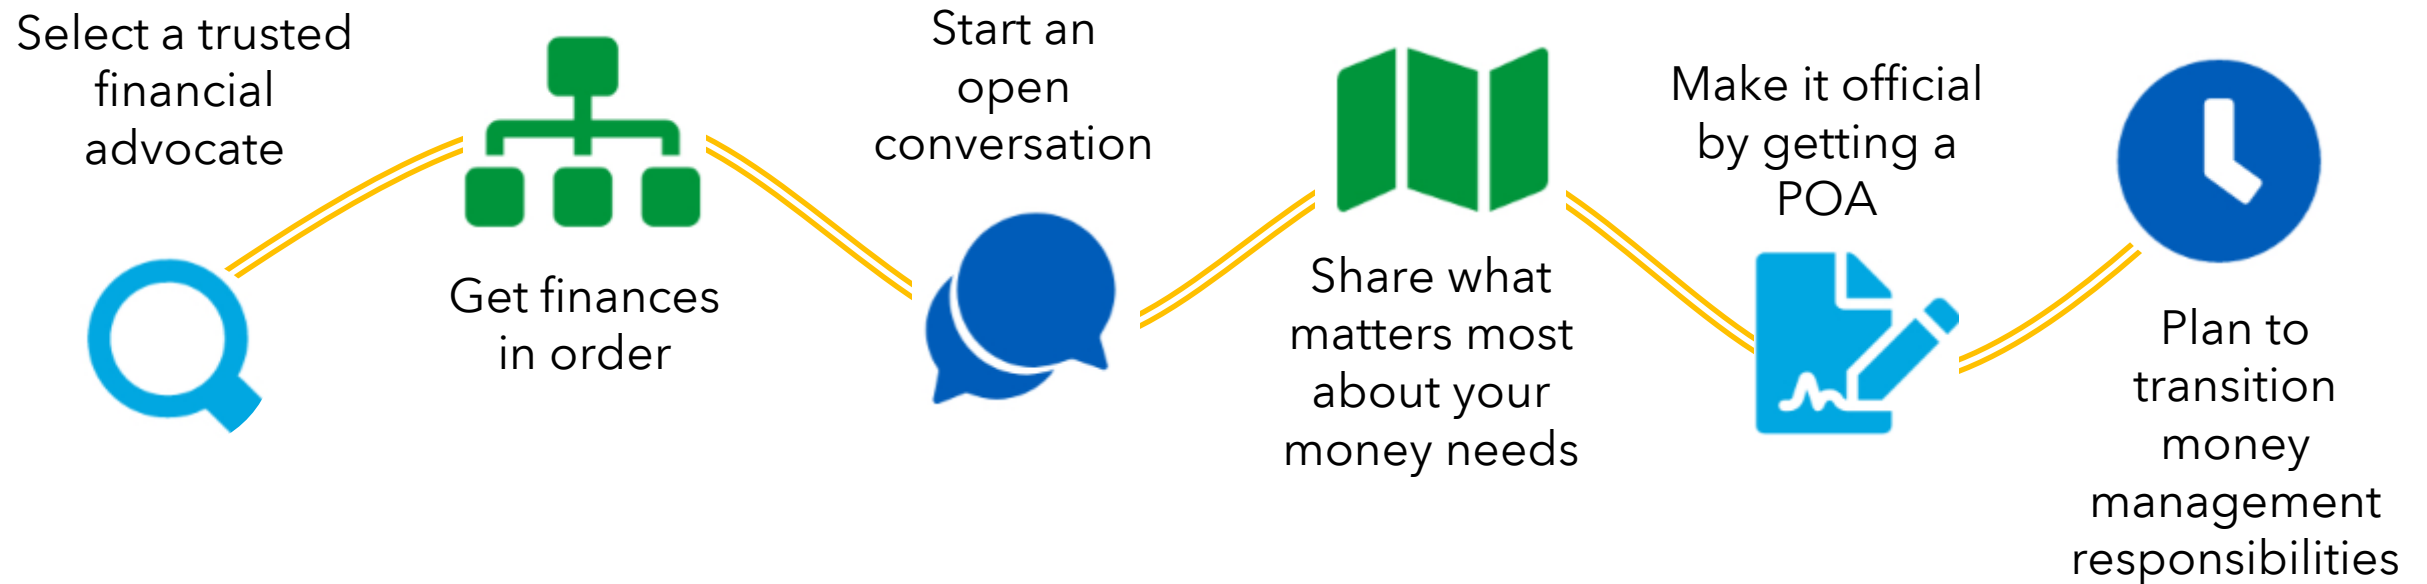 Select a trusted
financial
advocate
Get finances
in order
Start an
open
conversation
Share what
matters most
about your
money needs
Make it official
by getting a
POA
Plan to
transition
money
management
responsibilities